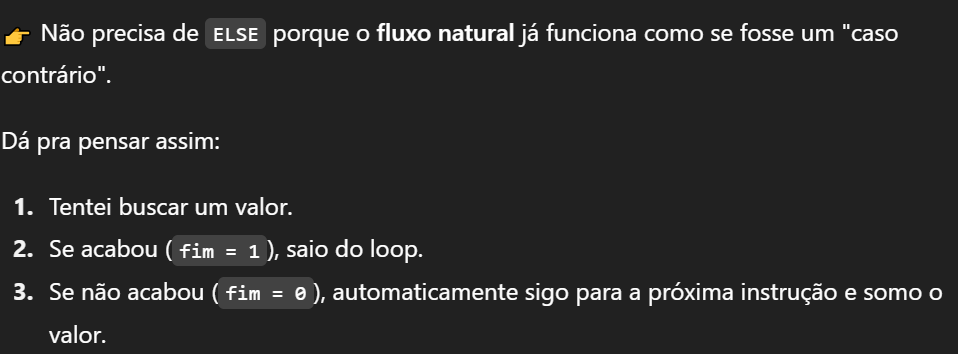 👉 Não precisa de ELSE porque o fluxo natural já funciona como se fosse um "caso
contrário".
Dá pra pensar assim:
1. Tentei buscar um valor.
2. Se acabou (fim = 1), saio do loop.
3. Se não acabou (fim = 0), automaticamente sigo para a próxima instrução e somo o
valor.